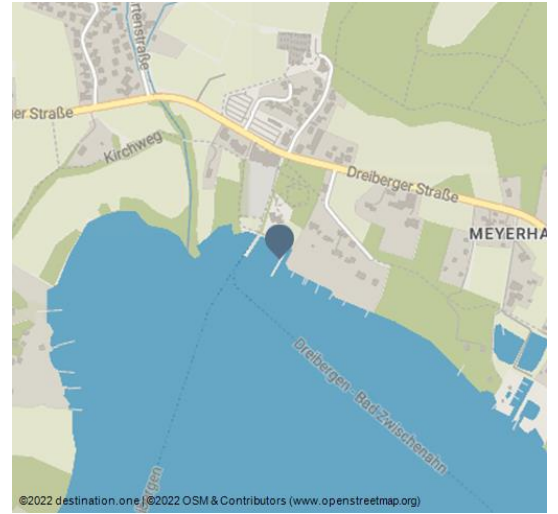 rtenstraße
er Straße
Kirchweg
Dreiberger Straße
MEYERHA
Dreibergen - Bad Zwischenahn
ibergen
©2022 destination.one | ©2022 OSM & Contributors (www.openstreetmap.org)